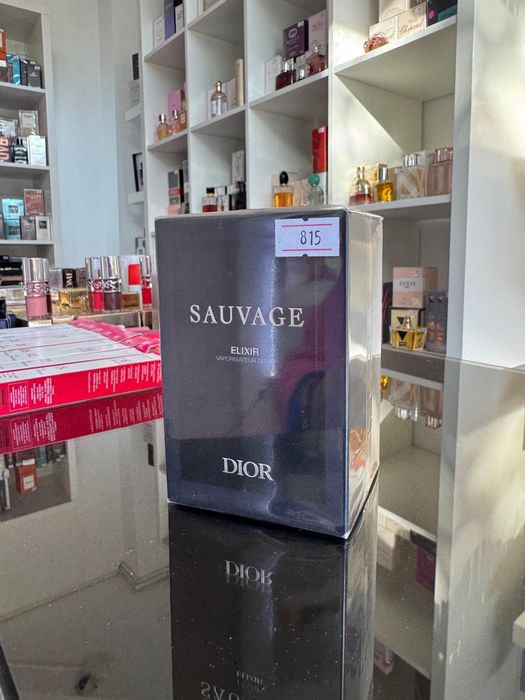 815
SAUVAGE
ELIXIR
VAPORISATEUR SPRAY
DIOR